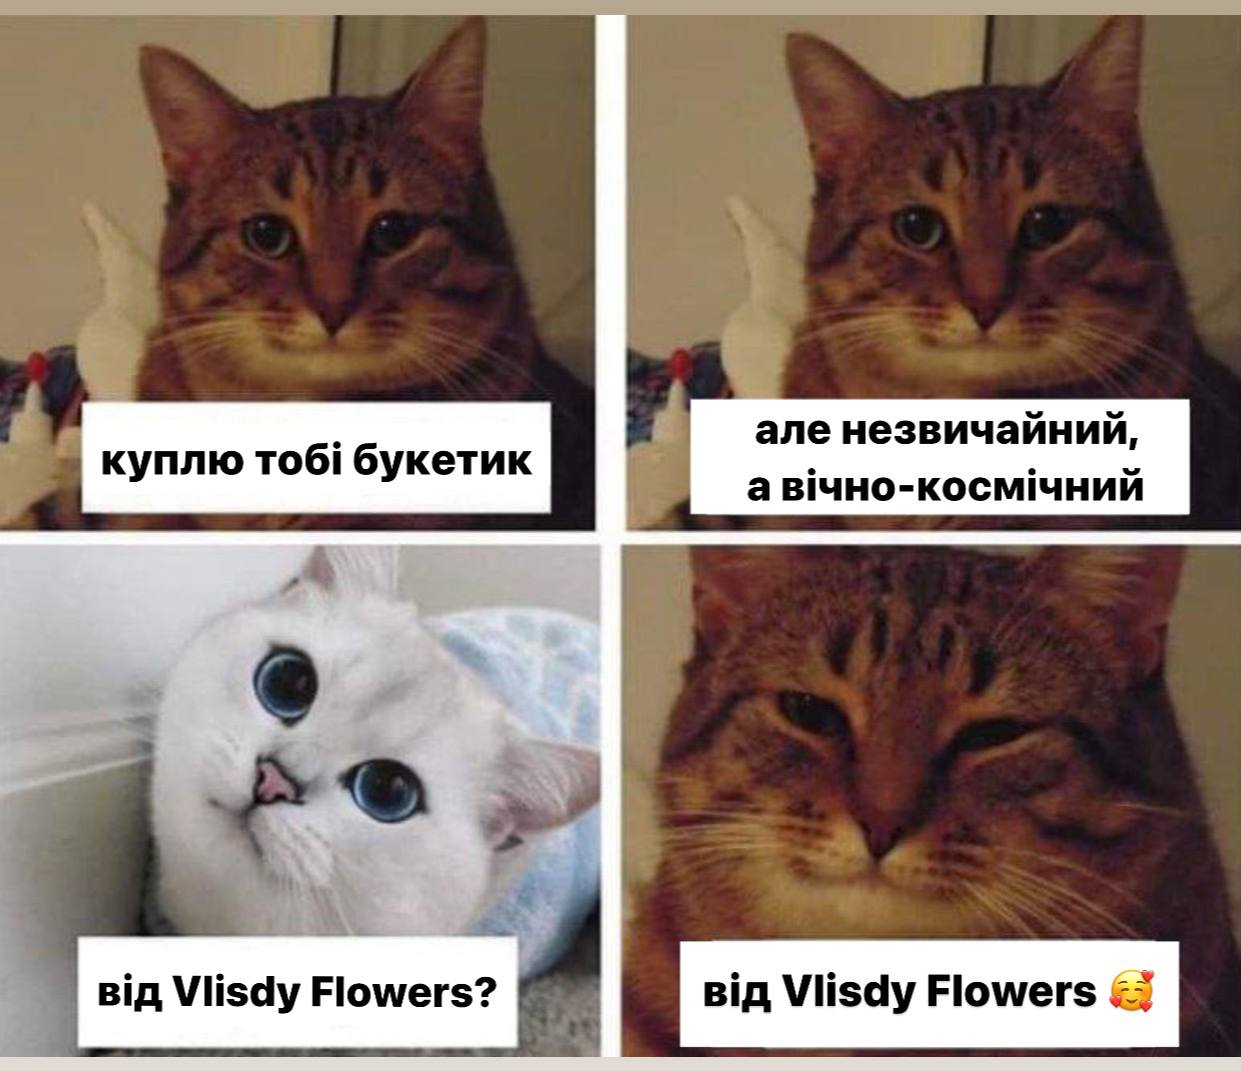 куплю тобі букетик
але незвичайний,
а вічно-космічний
від Vlisdy Flowers?
від Vlisdy Flowers 🥰